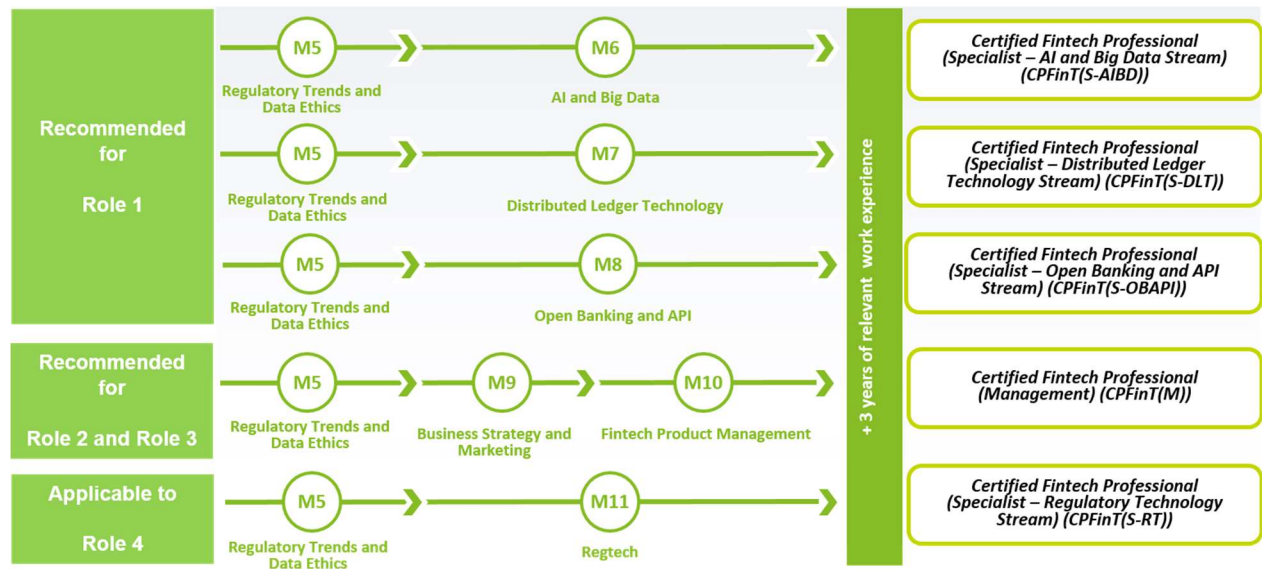 Recommended
for
Role 1
M5
Regulatory Trends and
Data Ethics
M6
AI and Big Data
M5
Regulatory Trends and
Data Ethics
M7
Distributed Ledger Technology
M5
Regulatory Trends and
Data Ethics
M8
Open Banking and API
Recommended
for
Role 2 and Role 3
M5
Regulatory Trends and
Data Ethics
M9
Business Strategy and
Marketing
M10
Fintech Product Management
Applicable to
Role 4
M5
Regulatory Trends and
Data Ethics
M11
Regtech
+ 3 years of relevant work experience
Certified Fintech Professional
(Specialist – AI and Big Data Stream)
(CPFinT(S-AIBD))
Certified Fintech Professional
(Specialist – Distributed Ledger
Technology Stream) (CPFinT(S-DLT))
Certified Fintech Professional
(Specialist – Open Banking and API
Stream) (CPFinT(S-OBAPI))
Certified Fintech Professional
(Management) (CPFinT(M))
Certified Fintech Professional
(Specialist – Regulatory Technology
Stream) (CPFinT(S-RT))